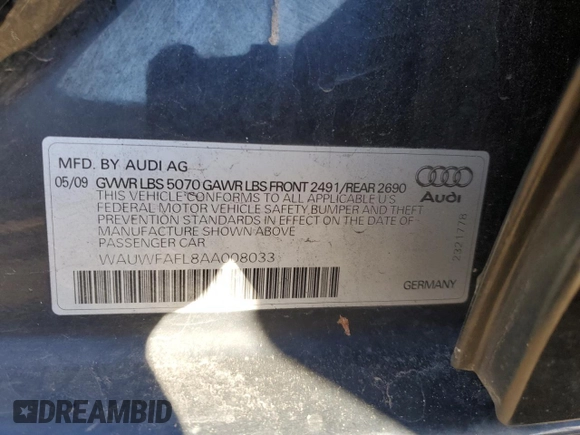 MFD. BY AUDI AG
05/09 GVWR LBS 5070 GAWR LBS FRONT 2491/REAR 2690
THIS VEHICLE CONFORMS TO ALL APPLICABLE U S
FEDERAL MOTOR VEHICLE SAFETY BUMPER AND THEFT
PREVENTION STANDARDS IN EFFECT ON THE DATE OF
MANUFACTURE SHOWN ABOVE
PASSENGER CAR
WAUWFAFL8AA008033
Audi
2321778
GERMANY
DREAMBID